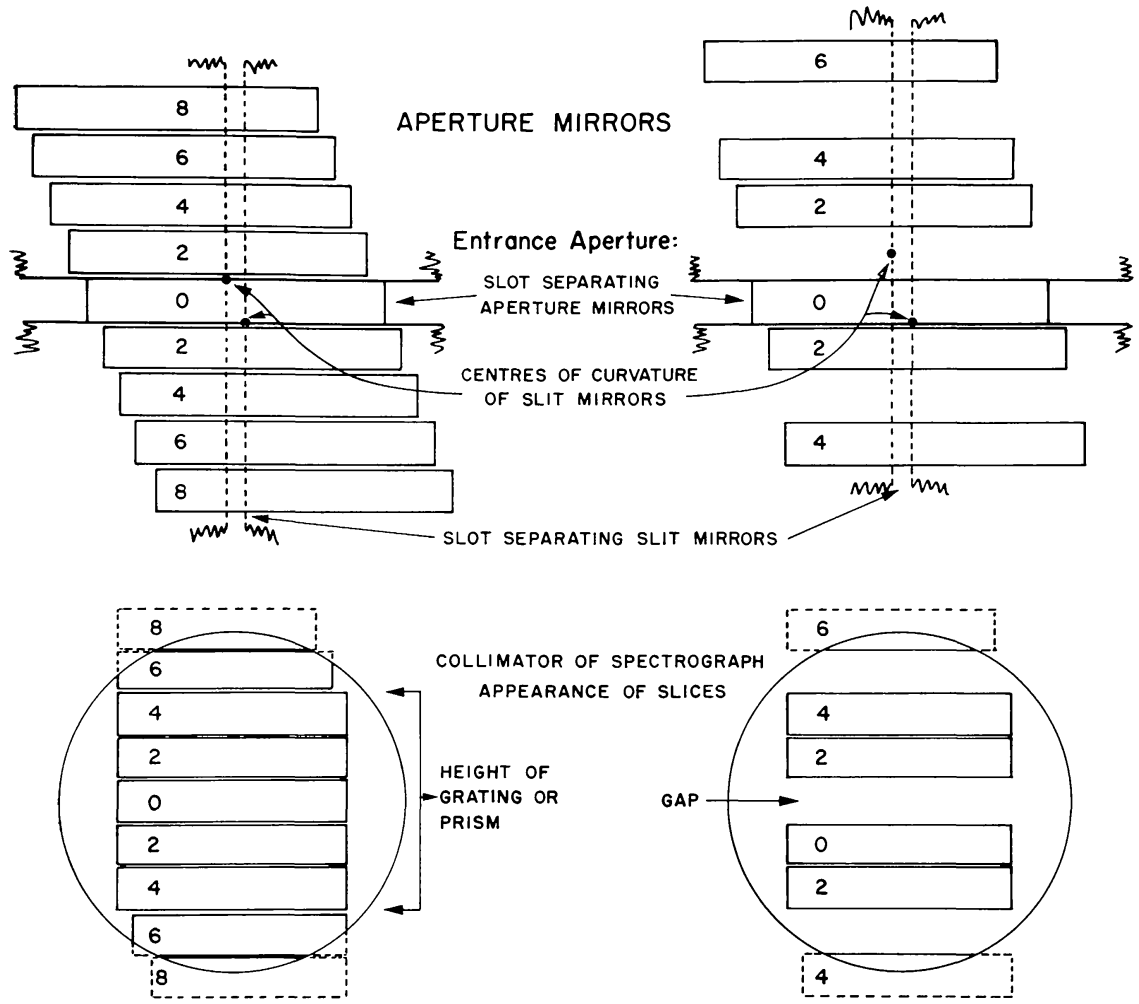 8
6
4
2
0
2
4
6
8
APERTURE MIRRORS
6
4
2
0
2
4
Entrance Aperture:
SLOT SEPARATING
APERTURE MIRRORS
CENTRES OF CURVATURE
OF SLIT MIRRORS
SLOT SEPARATING SLIT MIRRORS
8
6
4
2
0
2
4
6
8
COLLIMATOR OF SPECTROGRAPH
APPEARANCE OF SLICES
HEIGHT OF
GRATING OR
PRISM
GAP
6
4
2
0
2
4